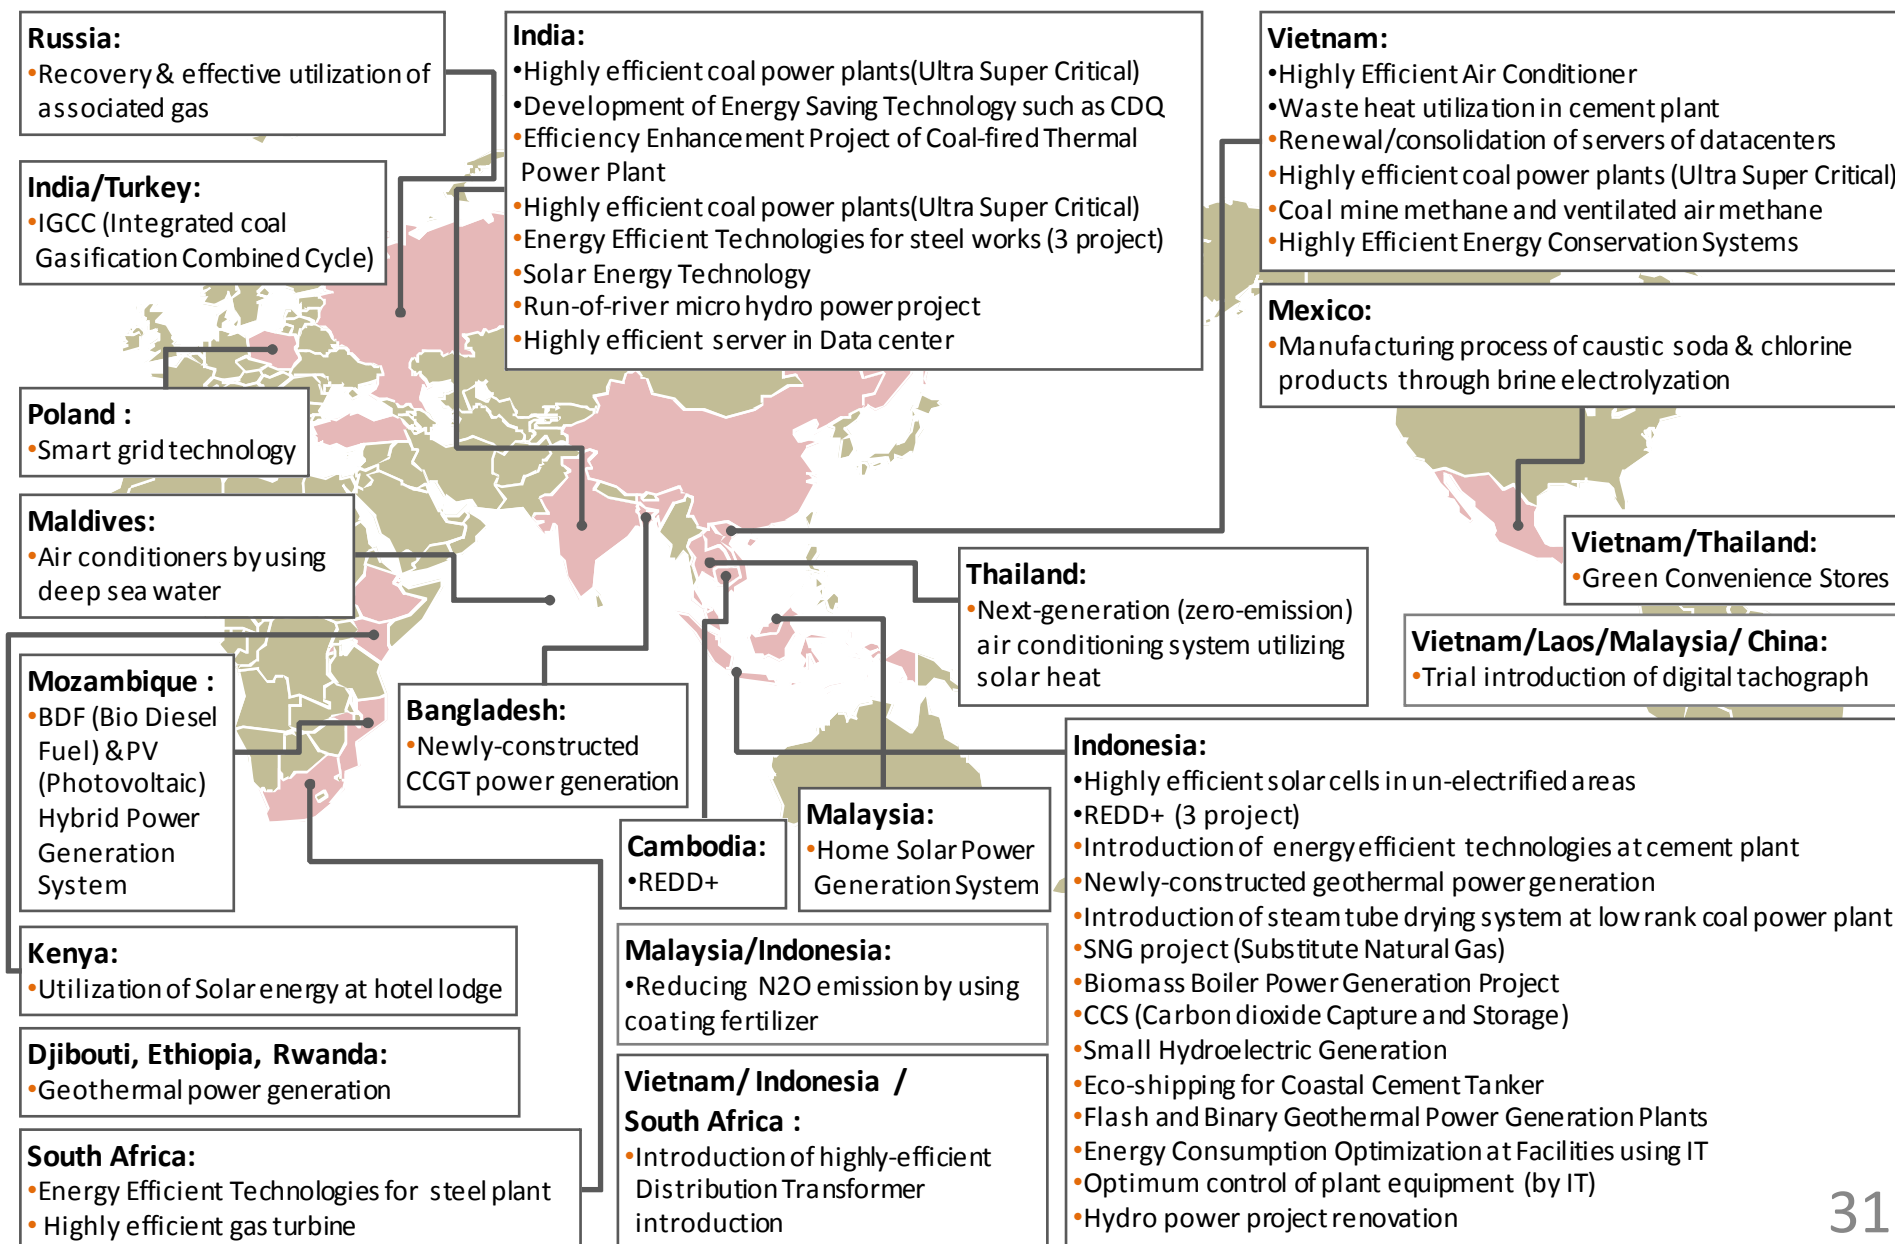 Russia:
•Recovery & effective utilization of
associated gas
India/Turkey:
•IGCC (Integrated coal
Gasification Combined Cycle)
Poland :
•Smart grid technology
Maldives:
•Air conditioners by using
deep sea water
Mozambique :
•BDF (Bio Diesel
Fuel) &PV
(Photovoltaic)
Hybrid Power
Generation
System
Kenya:
•Utilization of Solar energy at hotel lodge
Djibouti, Ethiopia, Rwanda:
•Geothermal power generation
South Africa:
•Energy Efficient Technologies for steel plant
• Highly efficient gas turbine
India:
•Highly efficient coal power plants(Ultra Super Critical)
•Development of Energy Saving Technology such as CDQ
•Efficiency Enhancement Project of Coal-fired Thermal
Power Plant
•Highly efficient coal power plants(Ultra Super Critical)
•Energy Efficient Technologies for steel works (3 project)
•Solar Energy Technology
•Run-of-river micro hydro power project
•Highly efficient server in Data center
Bangladesh:
•Newly-constructed
CCGT power generation
Cambodia:
•REDD+
Malaysia:
•Home Solar Power
Generation System
Malaysia/Indonesia:
•Reducing N2O emission by using
coating fertilizer
Vietnam/ Indonesia /
South Africa :
•Introduction of highly-efficient
Distribution Transformer
introduction
Thailand:
•Next-generation (zero-emission)
air conditioning system utilizing
solar heat
Vietnam:
•Highly Efficient Air Conditioner
•Waste heat utilization in cement plant
•Renewal/consolidation of servers of datacenters
•Highly efficient coal power plants (Ultra Super Critical)
•Coal mine methane and ventilated air methane
•Highly Efficient Energy Conservation Systems
Mexico:
•Manufacturing process of caustic soda & chlorine
products through brine electrolyzation
Vietnam/Thailand:
•Green Convenience Stores
Vietnam/Laos/Malaysia/ China:
•Trial introduction of digital tachograph
Indonesia:
•Highly efficient solar cells in un-electrified areas
•REDD+ (3 project)
•Introduction of energy efficient technologies at cement plant
•Newly-constructed geothermal power generation
•Introduction of steam tube drying system at low rank coal power plant
•SNG project (Substitute Natural Gas)
•Biomass Boiler Power Generation Project
•CCS (Carbon dioxide Capture and Storage)
•Small Hydroelectric Generation
•Eco-shipping for Coastal Cement Tanker
•Flash and Binary Geothermal Power Generation Plants
•Energy Consumption Optimization at Facilities using IT
•Optimum control of plant equipment (by IT)
•Hydro power project renovation
31